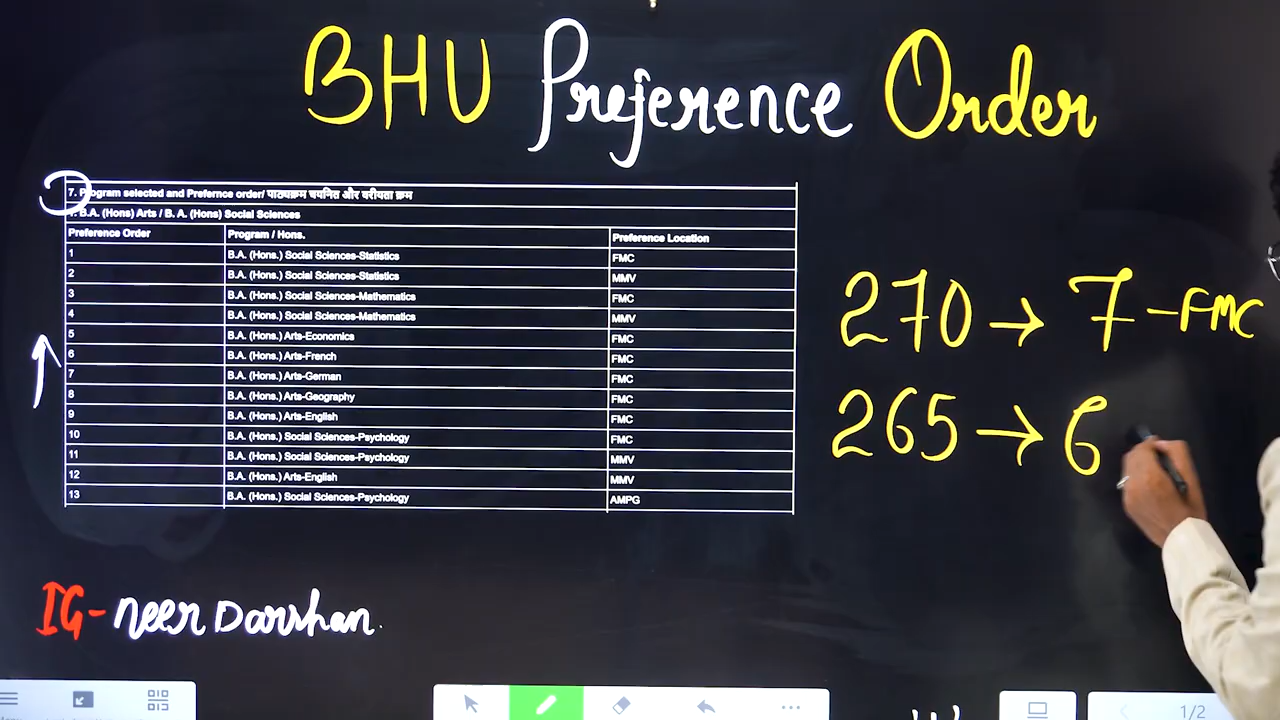 BHU Preference Order
7. Program selected and Prefernce order/ पाठ्यक्रम चयनित और वरीयता क्रम
1. B.A. (Hons) Arts / B. A. (Hons) Social Sciences
Preference Order Program / Hons. Preference Location
1 B.A. (Hons.) Social Sciences-Statistics FMC
2 B.A. (Hons.) Social Sciences-Statistics MMV
3 B.A. (Hons.) Social Sciences-Mathematics FMC
4 B.A. (Hons.) Social Sciences-Mathematics MMV
5 B.A. (Hons.) Arts-Economics FMC
6 B.A. (Hons.) Arts-French FMC
7 B.A. (Hons.) Arts-German FMC
8 B.A. (Hons.) Arts-Geography FMC
9 B.A. (Hons.) Arts-English FMC
10 B.A. (Hons.) Social Sciences-Psychology FMC
11 B.A. (Hons.) Social Sciences-Psychology MMV
12 B.A. (Hons.) Arts-English MMV
13 B.A. (Hons.) Social Sciences-Psychology AMPG
270 → 7 - FMC
265 → 6
IG- Neer Darshan.
1/2